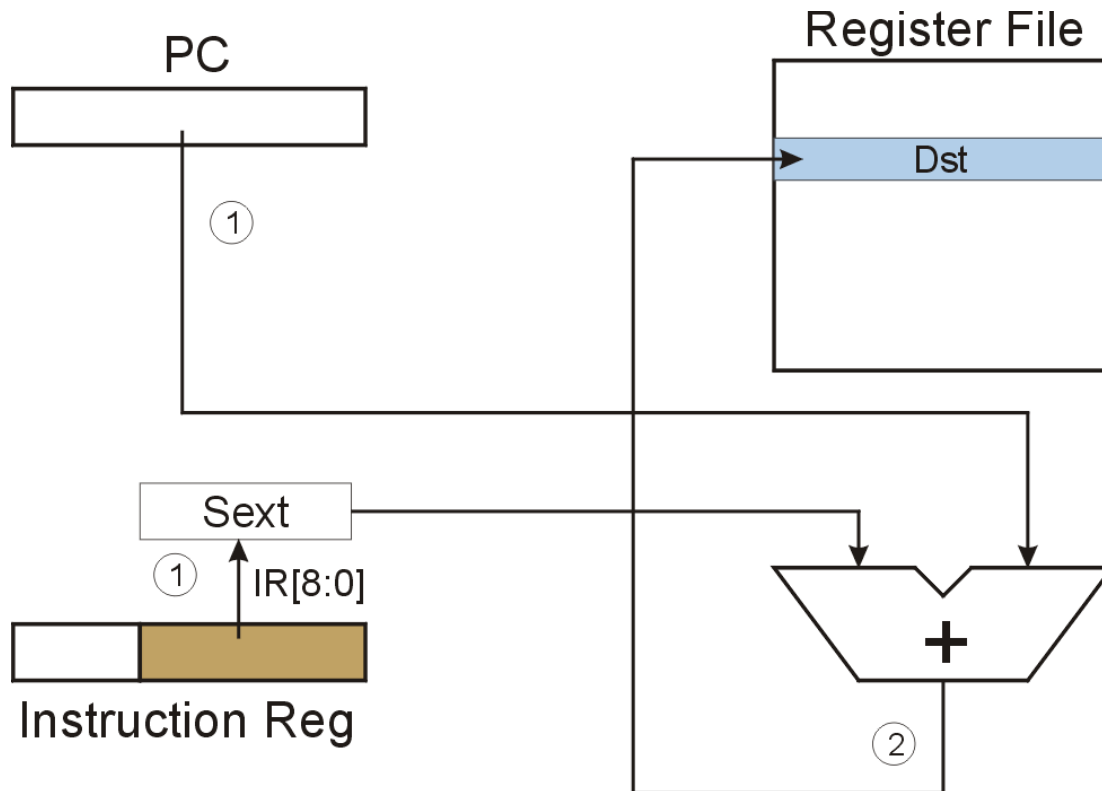 PC
Register File
Dst
1
Sext
1
IR[8:0]
+
Instruction Reg
2